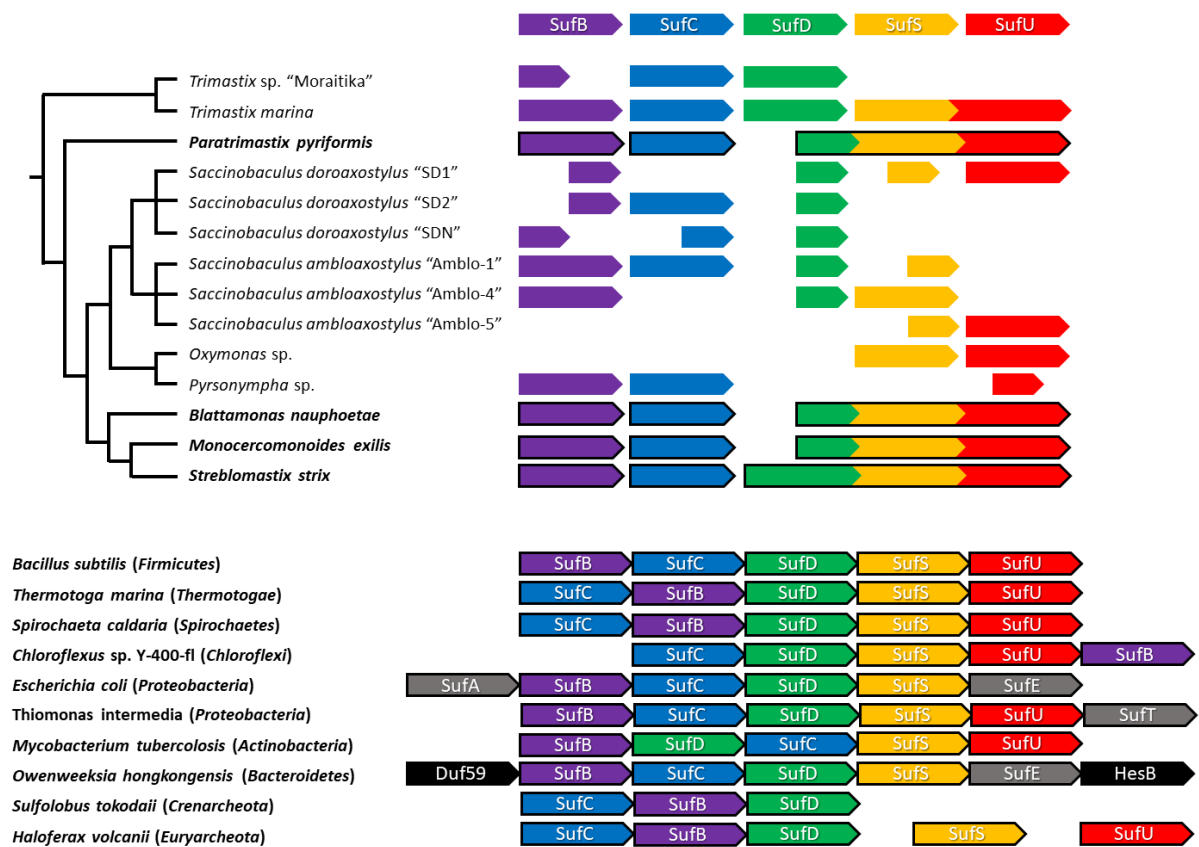 SufB SufC SufD SufS SufU
Trimastix sp. “Moraitika”
Trimastix marina
Paratrimastix pyriformis
Saccinobaculus doroaxostylus “SD1”
Saccinobaculus doroaxostylus “SD2”
Saccinobaculus doroaxostylus “SDN”
Saccinobaculus ambloaxostylus “Amblo-1”
Saccinobaculus ambloaxostylus “Amblo-4”
Saccinobaculus ambloaxostylus “Amblo-5”
Oxymonas sp.
Pyrsonympha sp.
Blattamonas nauphoetae
Monocercomonoides exilis
Streblomastix strix
Bacillus subtilis (Firmicutes) SufB SufC SufD SufS SufU
Thermotoga marina (Thermotogae) SufC SufB SufD SufS SufU
Spirochaeta caldaria (Spirochaetes) SufC SufB SufD SufS SufU
Chloroflexus sp. Y-400-fl (Chloroflexi) SufC SufD SufS SufU SufB
Escherichia coli (Proteobacteria) SufA SufB SufC SufD SufS SufE
Thiomonas intermedia (Proteobacteria) SufB SufC SufD SufS SufU SufT
Mycobacterium tubercolosis (Actinobacteria) SufB SufD SufC SufS SufU
Owenweeksia hongkongensis (Bacteroidetes) Duf59 SufB SufC SufD SufS SufE HesB
Sulfolobus tokodaii (Crenarcheota) SufC SufB SufD
Haloferax volcanii (Euryarcheota) SufC SufB SufD SufS SufU